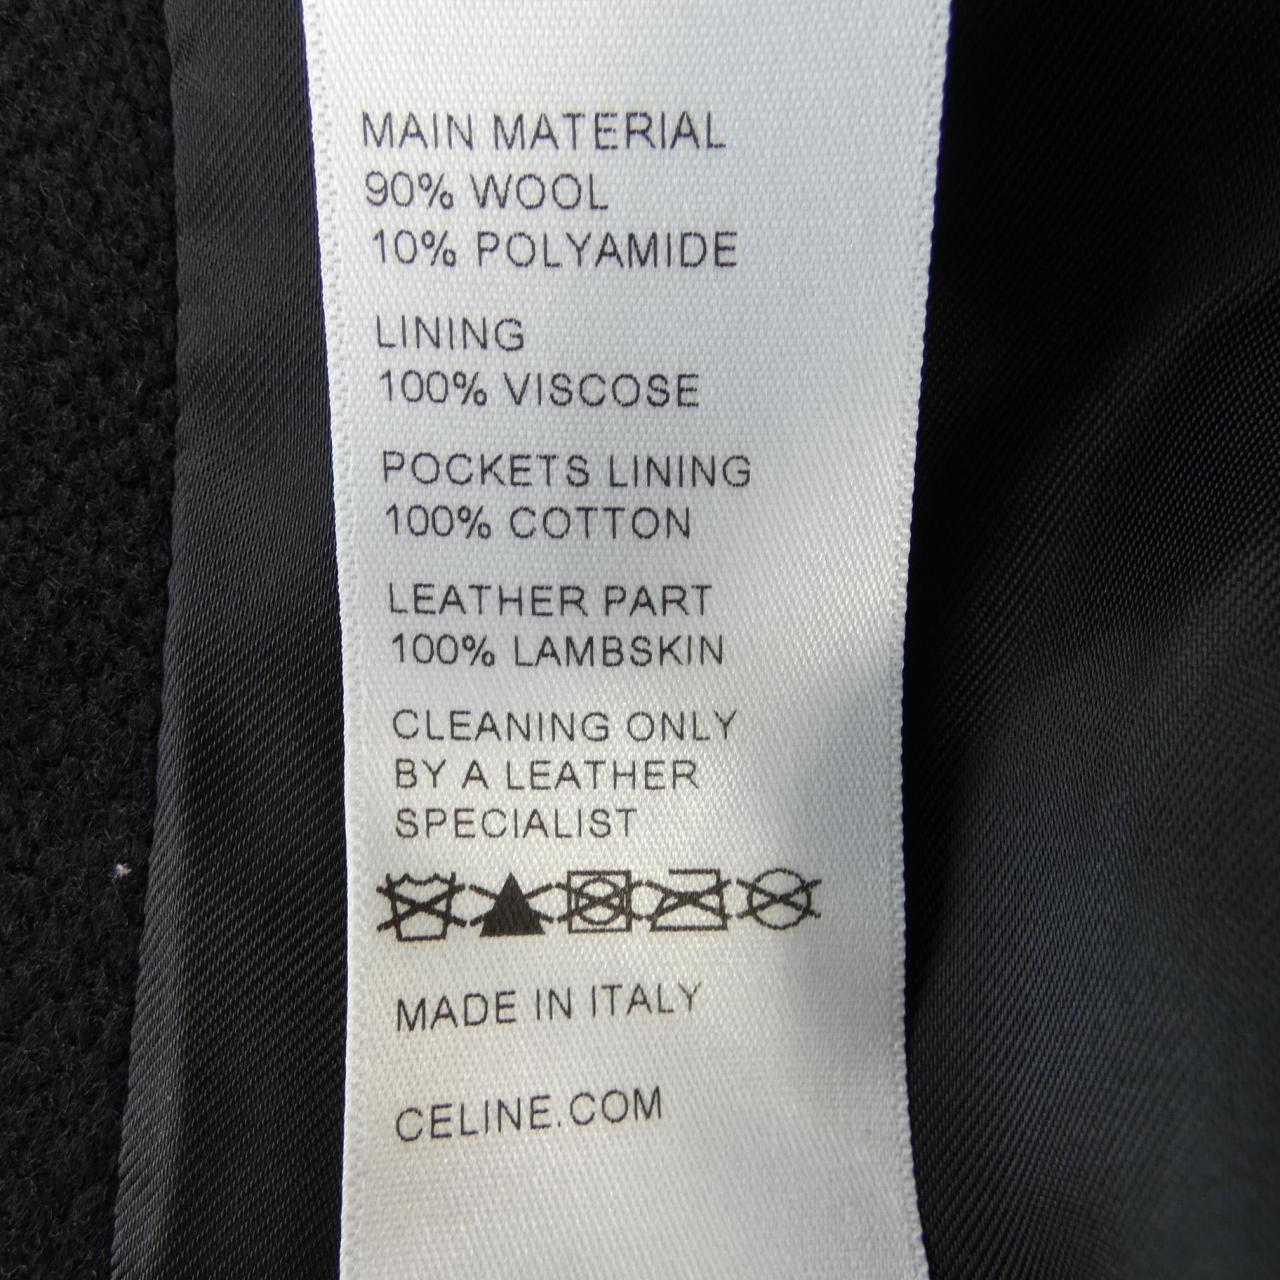 MAIN MATERIAL
90% WOOL
10% POLYAMIDE
LINING
100% VISCOSE
POCKETS LINING
100% COTTON
LEATHER PART
100% LAMBSKIN
CLEANING ONLY
BY A LEATHER
SPECIALIST
MADE IN ITALY
CELINE.COM